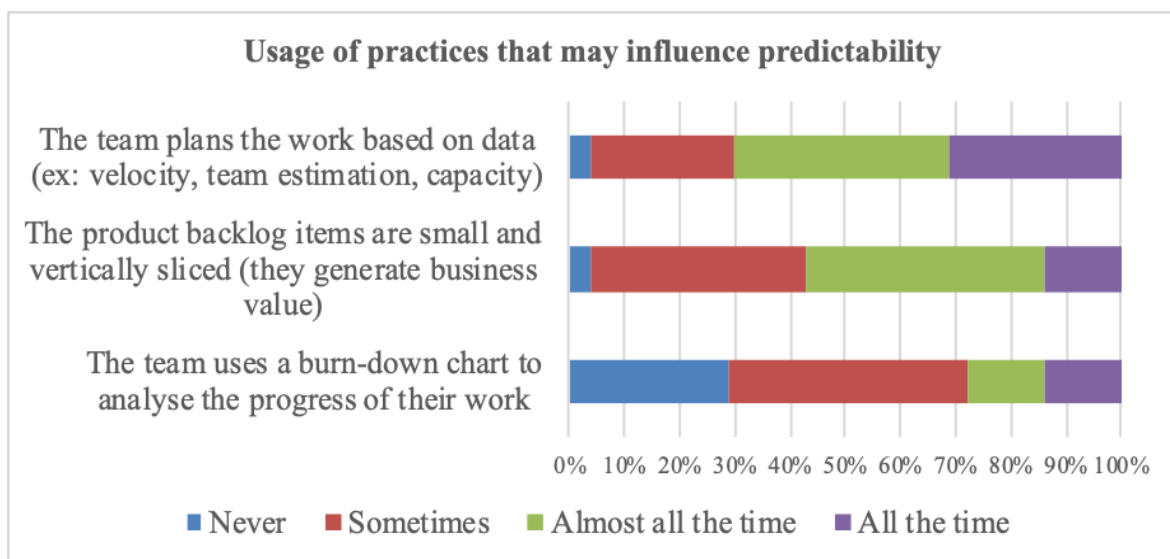 Usage of practices that may influence predictability
The team plans the work based on data
(ex: velocity, team estimation, capacity)
The product backlog items are small and
vertically sliced (they generate business
value)
The team uses a burn-down chart to
analyse the progress of their work
0% 10% 20% 30% 40% 50% 60% 70% 80% 90% 100%
Never Sometimes Almost all the time All the time